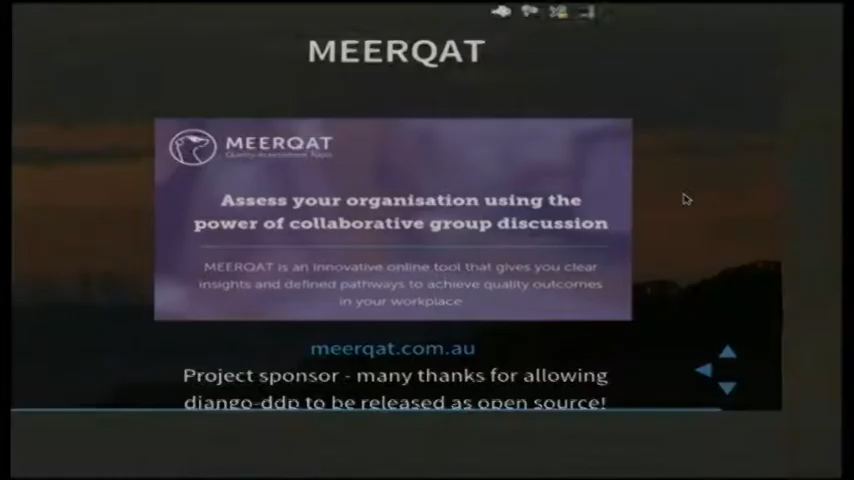 MEERQAT
MEERQAT
Quality Assessment Tools
Assess your organisation using the
power of collaborative group discussion
MEERQAT is an innovative online tool that gives you clear
insights and defined pathways to achieve quality outcomes
in your workplace
meerqat.com.au
Project sponsor - many thanks for allowing
django-ddp to be released as open source!